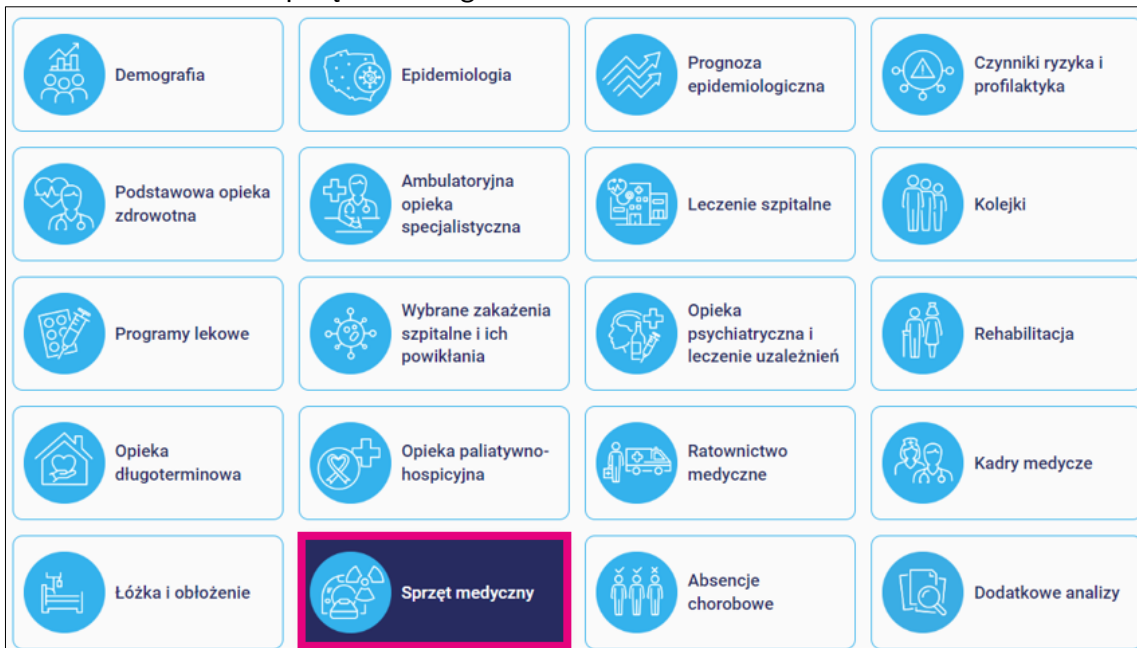 Demografia
Epidemiologia
Prognoza
epidemiologiczna
Czynniki ryzyka i
profilaktyka
Podstawowa opieka
zdrowotna
Ambulatoryjna
opieka
specjalistyczna
Leczenie szpitalne
Kolejki
Programy lekowe
Wybrane zakażenia
szpitalne i ich
powikłania
Opieka
psychiatryczna i
leczenie uzależnień
Rehabilitacja
Opieka
długoterminowa
Opieka paliatywno-
hospicyjna
Ratownictwo
medyczne
Kadry medycze
Łóżka i obłożenie
Sprzęt medyczny
Absencje
chorobowe
Dodatkowe analizy